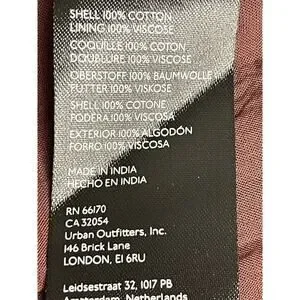 SHELL 100% COTTON
LINING 100% VISCOSE
COQUILLE 100% COTON
DOUBLURE 100% VISCOSE
OBERSTOFF 100% BAUMWOLLE
FUTTER 100% VISKOSE
SHELL 100% COTONE
FODERA 100% VISCOSA
EXTERIOR 100% ALGODÓN
FORRO 100% VISCOSA
MADE IN INDIA
HECHO EN INDIA
RN 66170
CA 32054
Urban Outfitters, Inc.
146 Brick Lane
LONDON, E1 6RU
Leidsestraat 32, 1017 PB
Amsterdam, Netherlands